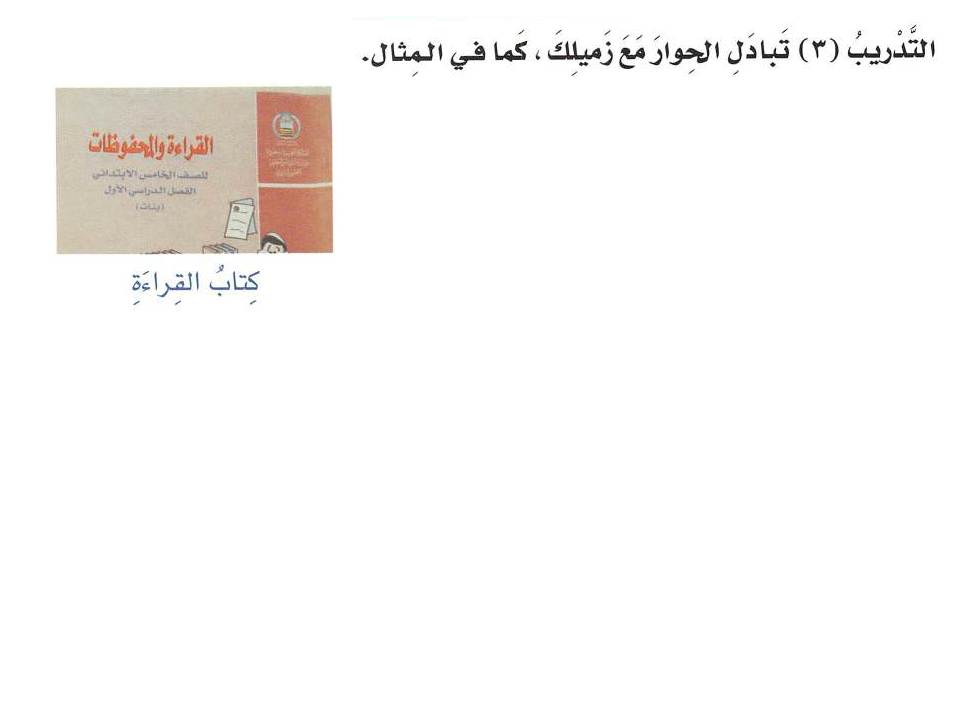 التَّدْريبُ (٣) تَبادَلِ الحِوارَ مَعَ زَميلِكَ ، كَما في المِثال.
القراءة والمحفوظات
للصف الخامس الابتدائي
الفصل الدراسي الأول
(بنات)
كِتابُ القِراءَةِ